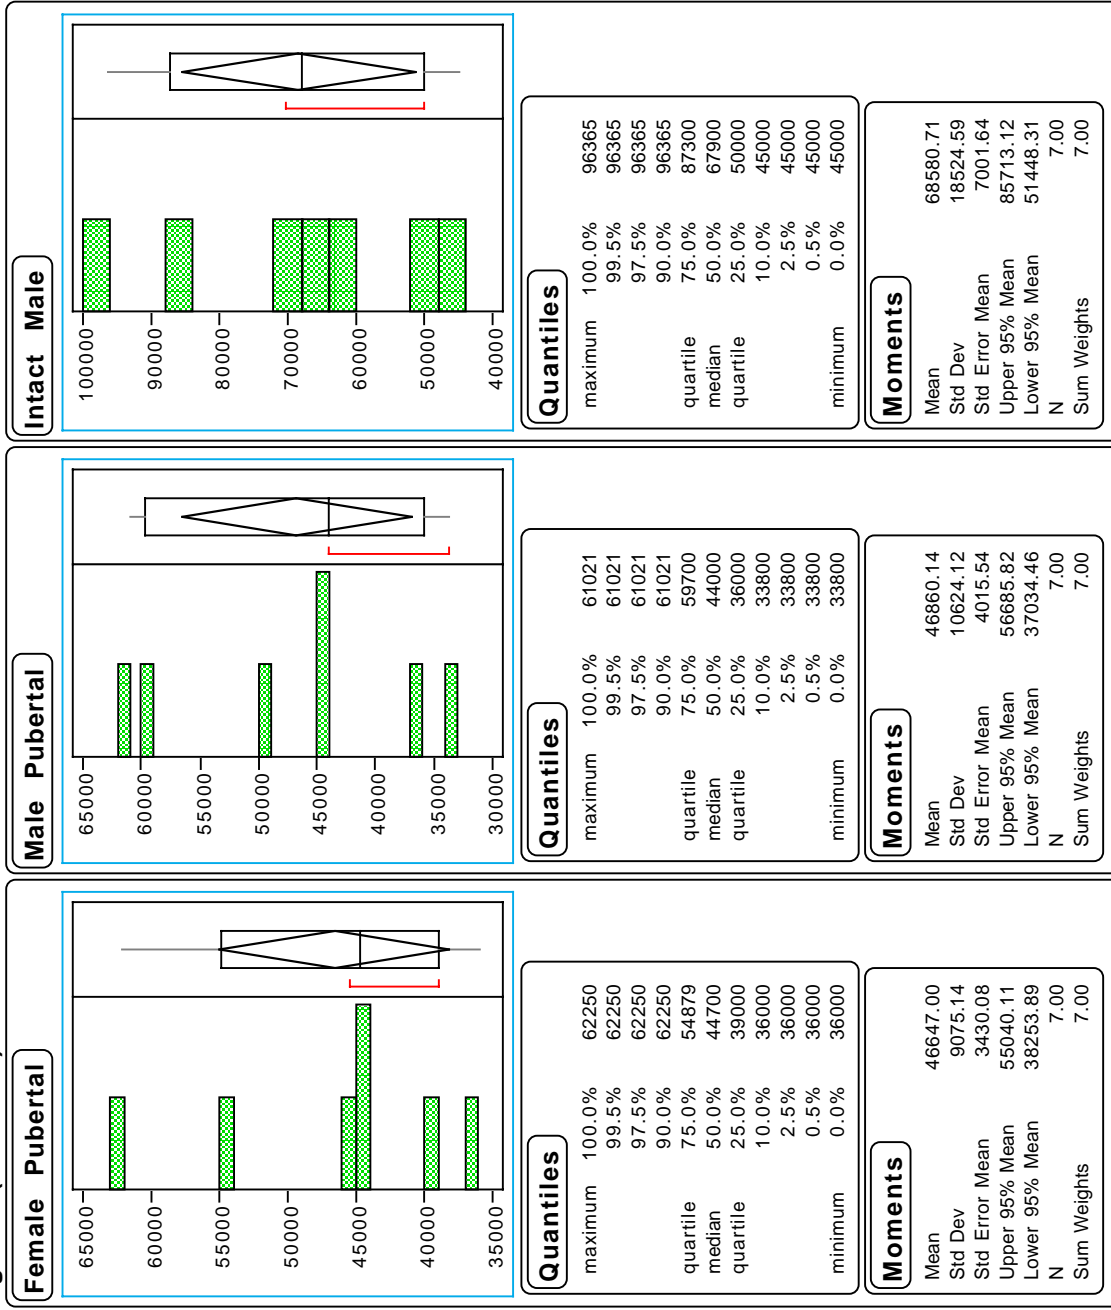 Female Pubertal
65000
60000
55000
50000
45000
40000
35000
Quantiles
maximum 100.0% 62250
99.5% 62250
97.5% 62250
90.0% 62250
quartile 75.0% 54879
median 50.0% 44700
quartile 25.0% 39000
10.0% 36000
2.5% 36000
0.5% 36000
minimum 0.0% 36000
Moments
Mean 46647.00
Std Dev 9075.14
Std Error Mean 3430.08
Upper 95% Mean 55040.11
Lower 95% Mean 38253.89
N 7.00
Sum Weights 7.00
Male Pubertal
65000
60000
55000
50000
45000
40000
35000
30000
Quantiles
maximum 100.0% 61021
99.5% 61021
97.5% 61021
90.0% 61021
quartile 75.0% 59700
median 50.0% 44000
quartile 25.0% 36000
10.0% 33800
2.5% 33800
0.5% 33800
minimum 0.0% 33800
Moments
Mean 46860.14
Std Dev 10624.12
Std Error Mean 4015.54
Upper 95% Mean 56685.82
Lower 95% Mean 37034.46
N 7.00
Sum Weights 7.00
Intact Male
100000
90000
80000
70000
60000
50000
40000
Quantiles
maximum 100.0% 96365
99.5% 96365
97.5% 96365
90.0% 96365
quartile 75.0% 87300
median 50.0% 67900
quartile 25.0% 50000
10.0% 45000
2.5% 45000
0.5% 45000
minimum 0.0% 45000
Moments
Mean 68580.71
Std Dev 18524.59
Std Error Mean 7001.64
Upper 95% Mean 85713.12
Lower 95% Mean 51448.31
N 7.00
Sum Weights 7.00